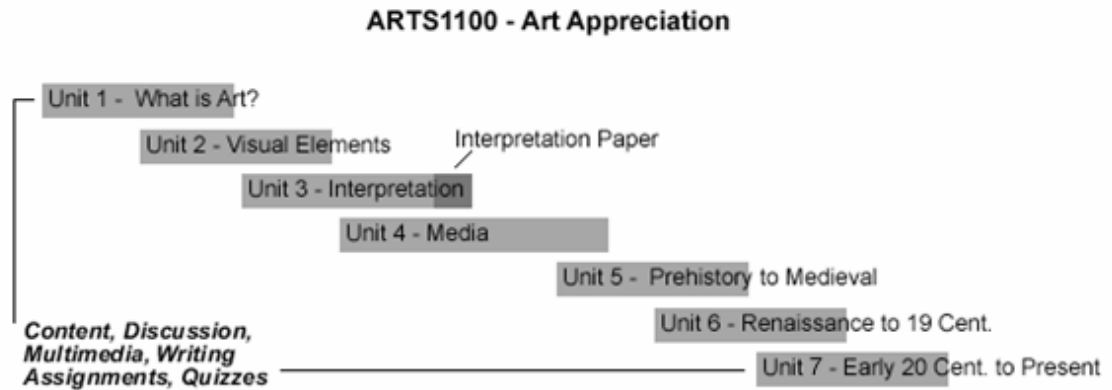 ARTS1100 - Art Appreciation
Unit 1 - What is Art?
Unit 2 - Visual Elements
Interpretation Paper
Unit 3 - Interpretation
Unit 4 - Media
Unit 5 - Prehistory to Medieval
Unit 6 - Renaissance to 19 Cent.
Content, Discussion,
Multimedia, Writing
Assignments, Quizzes
Unit 7 - Early 20 Cent. to Present